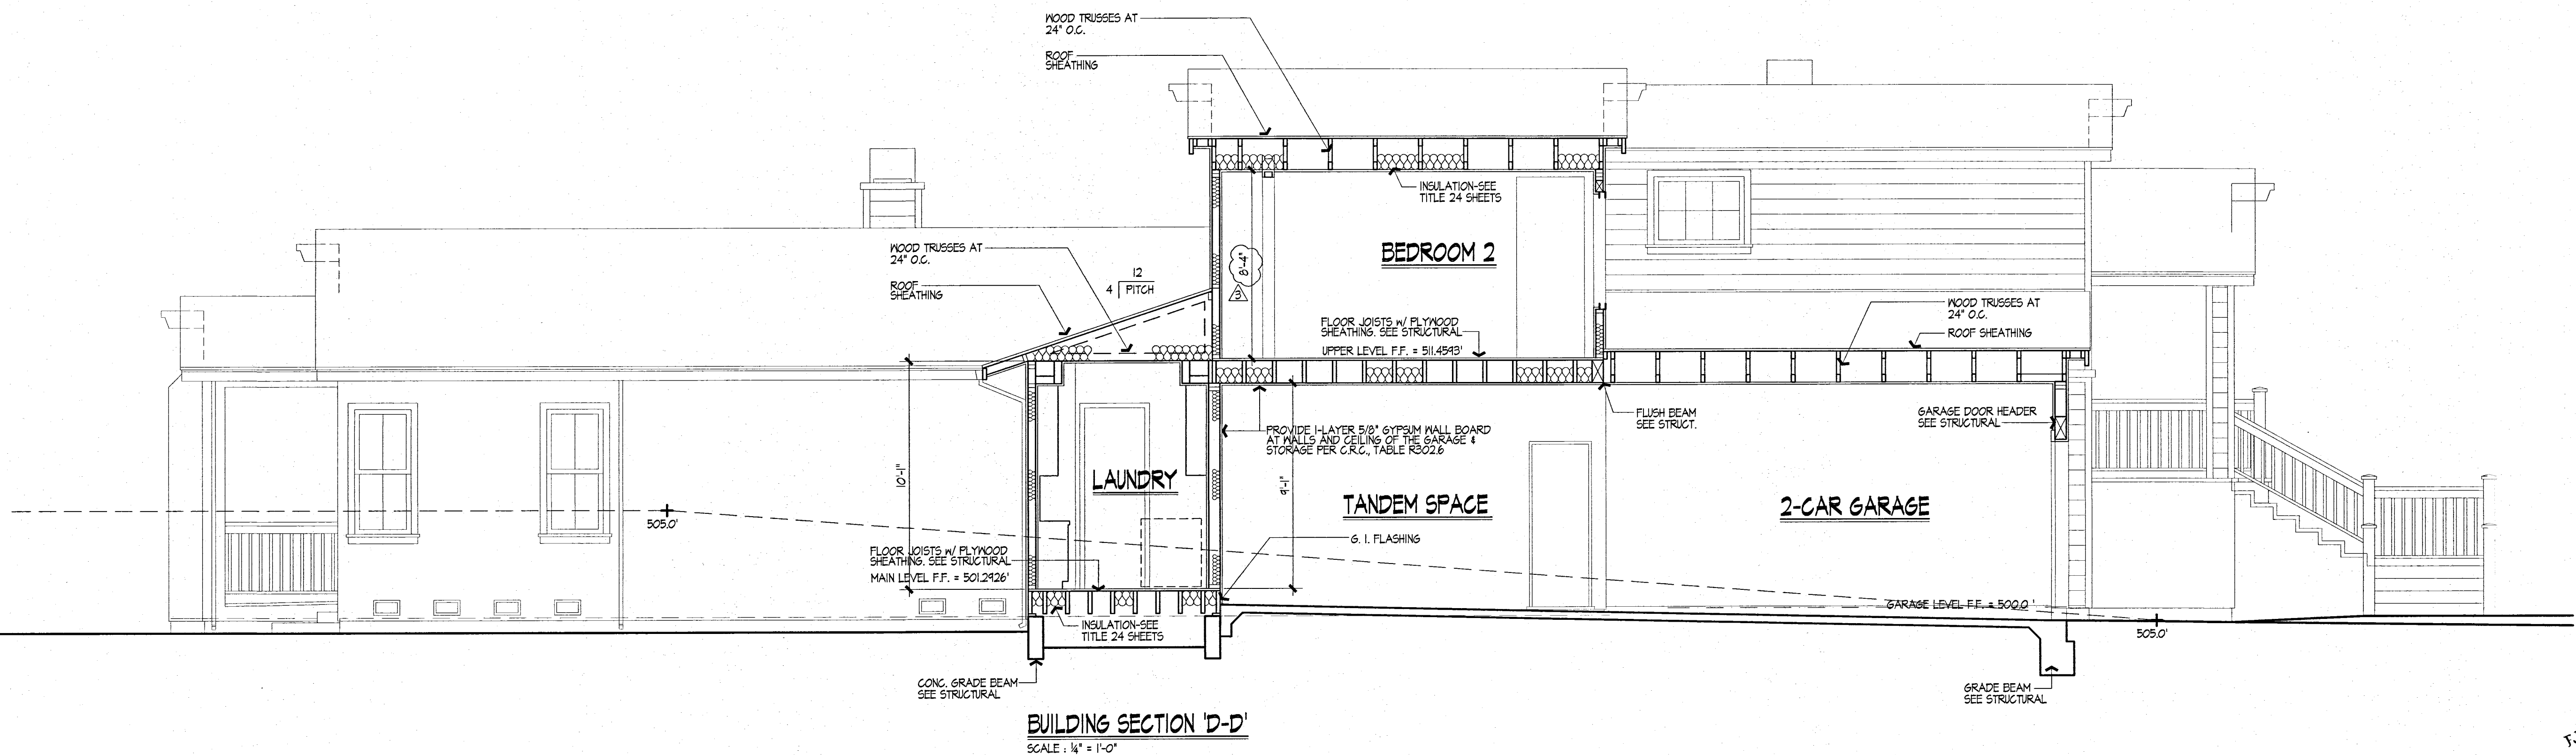 WOOD TRUSSES AT
24" O.C.
ROOF
SHEATHING
INSULATION-SEE
TITLE 24 SHEETS
WOOD TRUSSES AT
24" O.C.
ROOF
SHEATHING
12
4 PITCH
8'-4"
3
BEDROOM 2
FLOOR JOISTS w/ PLYWOOD
SHEATHING. SEE STRUCTURAL
UPPER LEVEL F.F. = 511.4593'
WOOD TRUSSES AT
24" O.C.
ROOF SHEATHING
FLUSH BEAM
SEE STRUCT.
GARAGE DOOR HEADER
SEE STRUCTURAL
PROVIDE 1-LAYER 5/8" GYPSUM WALL BOARD
AT WALLS AND CEILING OF THE GARAGE &
STORAGE PER C.R.C., TABLE R302.6
10'-1"
LAUNDRY
9'-1"
TANDEM SPACE
2-CAR GARAGE
505.0'
G. I. FLASHING
FLOOR JOISTS w/ PLYWOOD
SHEATHING. SEE STRUCTURAL
MAIN LEVEL F.F. = 501.2926'
GARAGE LEVEL F.F. = 500.0 '
INSULATION-SEE
TITLE 24 SHEETS
505.0'
CONC. GRADE BEAM
SEE STRUCTURAL
GRADE BEAM
SEE STRUCTURAL
BUILDING SECTION 'D-D'
SCALE : 1/4" = 1'-0"